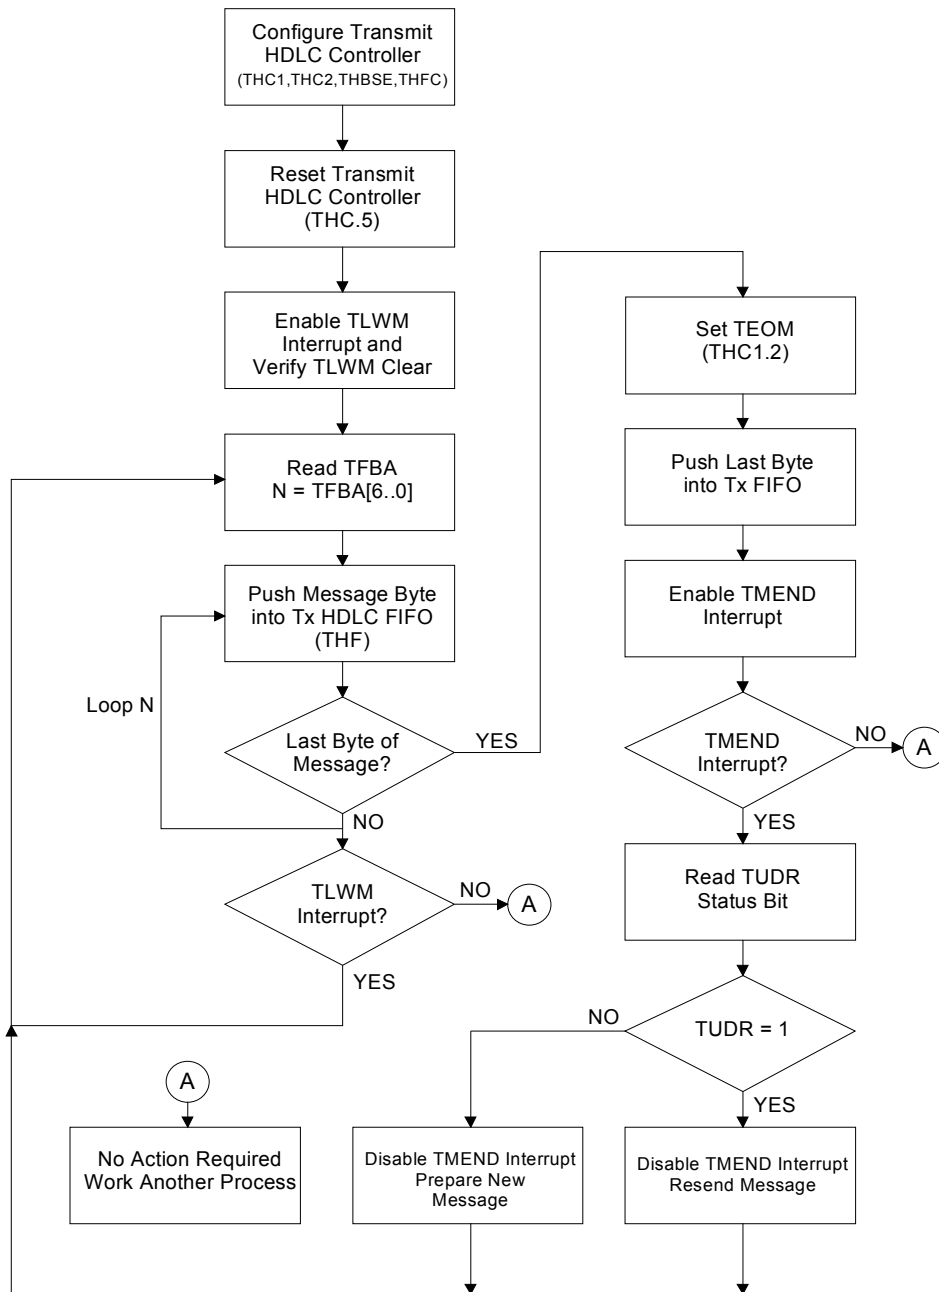 Configure Transmit
HDLC Controller
(THC1,THC2,THBSE,THFC)
Reset Transmit
HDLC Controller
(THC.5)
Enable TLWM
Interrupt and
Verify TLWM Clear
Read TFBA
N = TFBA[6..0]
Push Message Byte
into Tx HDLC FIFO
(THF)
Loop N
Last Byte of
Message?
YES
NO
TLWM
Interrupt?
NO
A
YES
A
No Action Required
Work Another Process
Set TEOM
(THC1.2)
Push Last Byte
into Tx FIFO
Enable TMEND
Interrupt
TMEND
Interrupt?
NO
A
YES
Read TUDR
Status Bit
TUDR = 1
NO
YES
Disable TMEND Interrupt
Prepare New
Message
Disable TMEND Interrupt
Resend Message